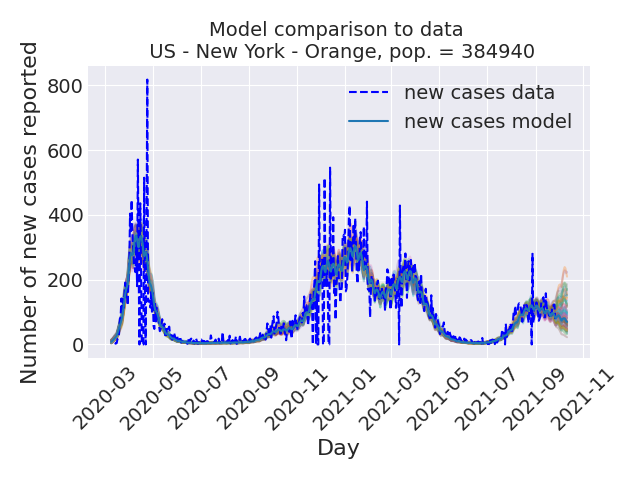 Model comparison to data
US - New York - Orange, pop. = 384940
Number of new cases reported
800
600
400
200
0
new cases data
new cases model
2020-03
2020-05
2020-07
2020-09
2020-11
2021-01
2021-03
2021-05
2021-07
2021-09
2021-11
Day